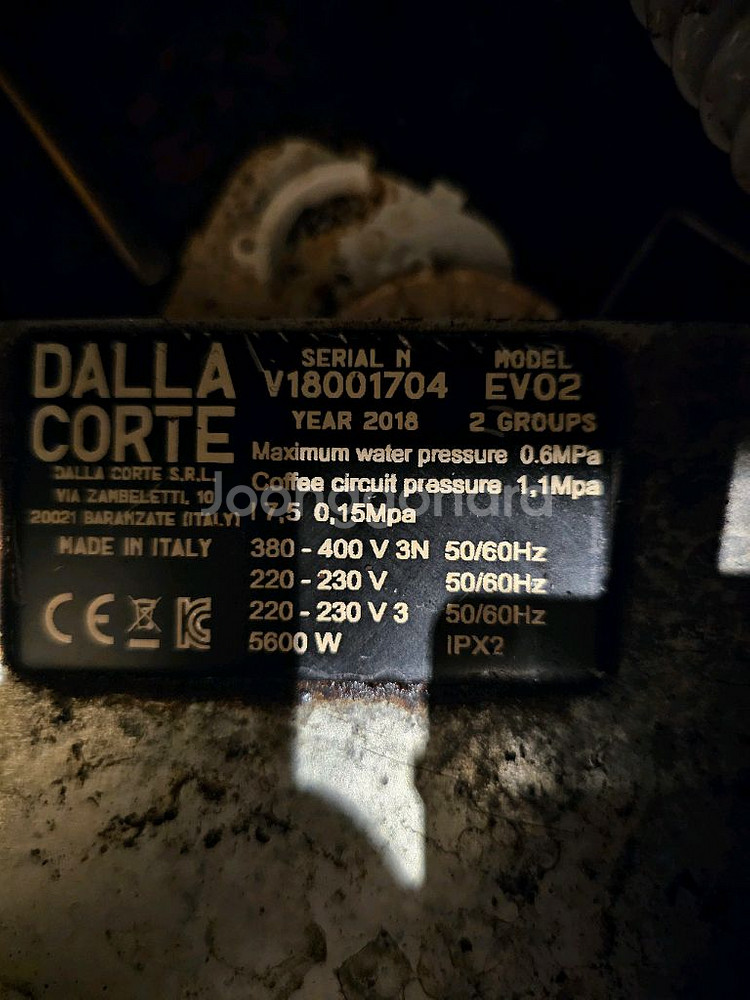 DALLA
CORTE
DALLA CORTE S.R.L.
VIA ZAMBELETTI, 10
20021 BARANZATE (ITALY)
MADE IN ITALY
CE
SERIAL N
V18001704
YEAR 2018
MODEL
EVO2
2 GROUPS
Maximum water pressure 0.6MPa
Coffee circuit pressure 1,1Mpa
7,5 0,15Mpa
380 - 400 V 3N 50/60Hz
220 - 230 V 50/60Hz
220 - 230 V 3 50/60Hz
5600 W IPX2
Joonggonara